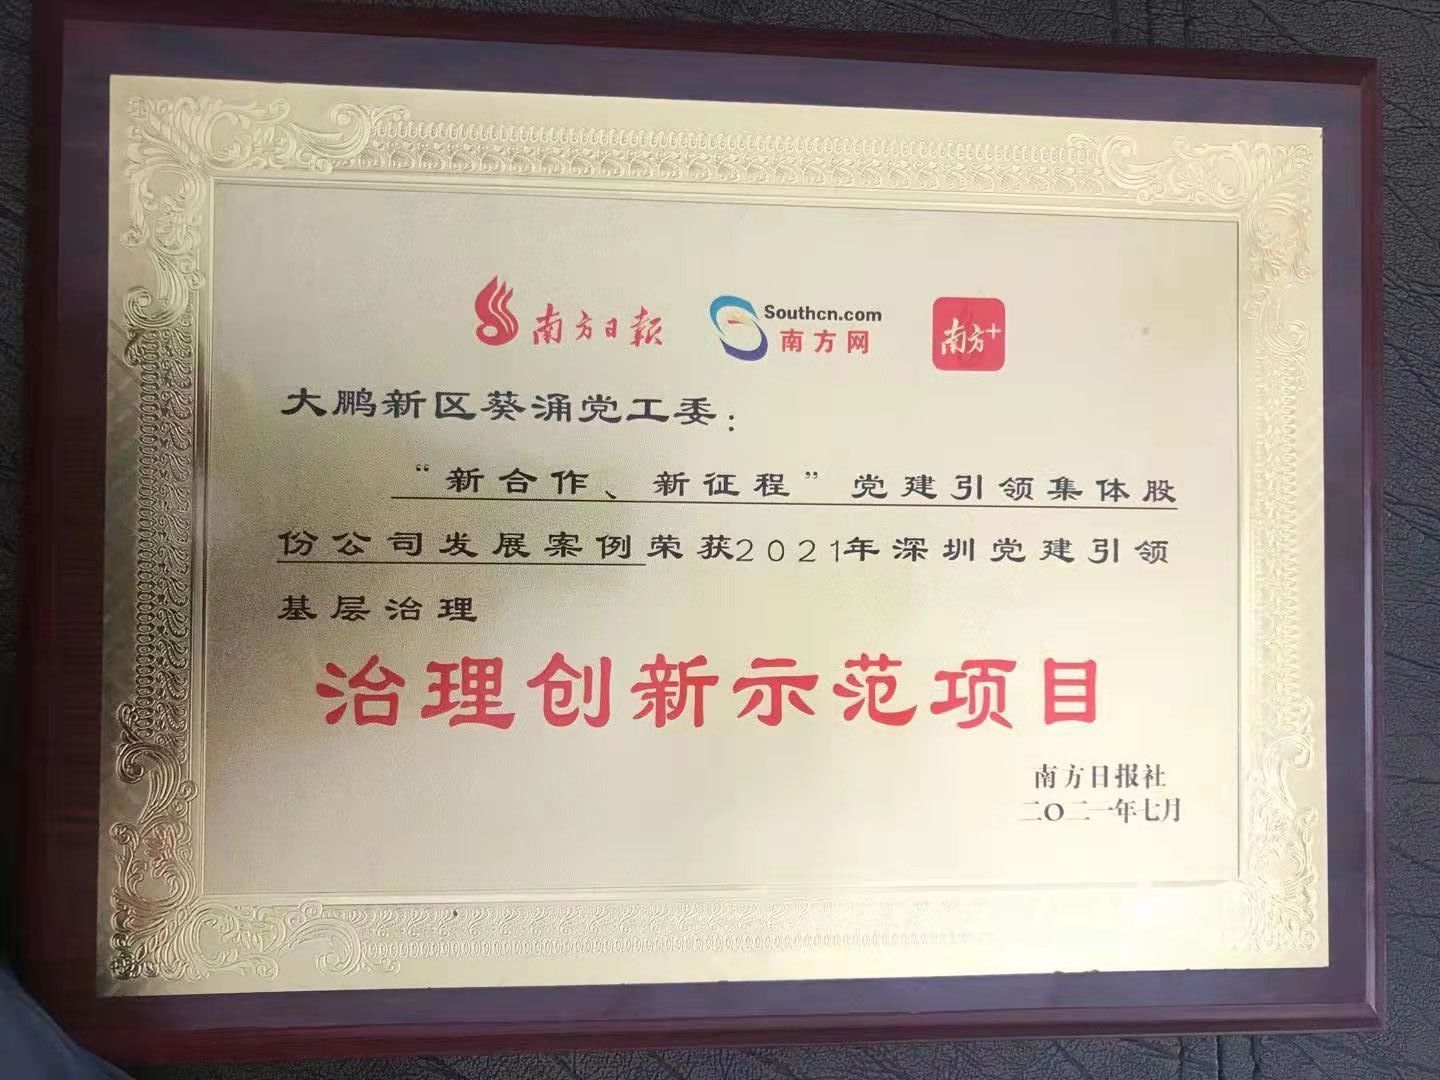 南方日报
Southcn.com
南方网
南方+
大鹏新区葵涌党工委：
“新合作、新征程”党建引领集体股
份公司发展案例荣获2021年深圳党建引领
基层治理
治理创新示范项目
南方日报社
二〇二一年七月